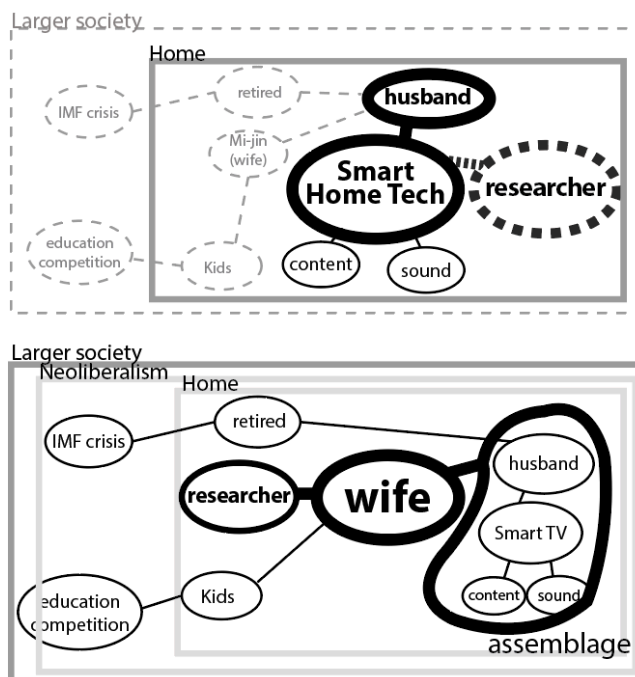 Larger society
Home
retired
husband
IMF crisis
Mi-jin
(wife)
Smart
Home Tech
researcher
education
competition
Kids
content
sound
Larger society
Neoliberalism
Home
retired
IMF crisis
husband
researcher
wife
Smart TV
education
competition
Kids
content
sound
assemblage